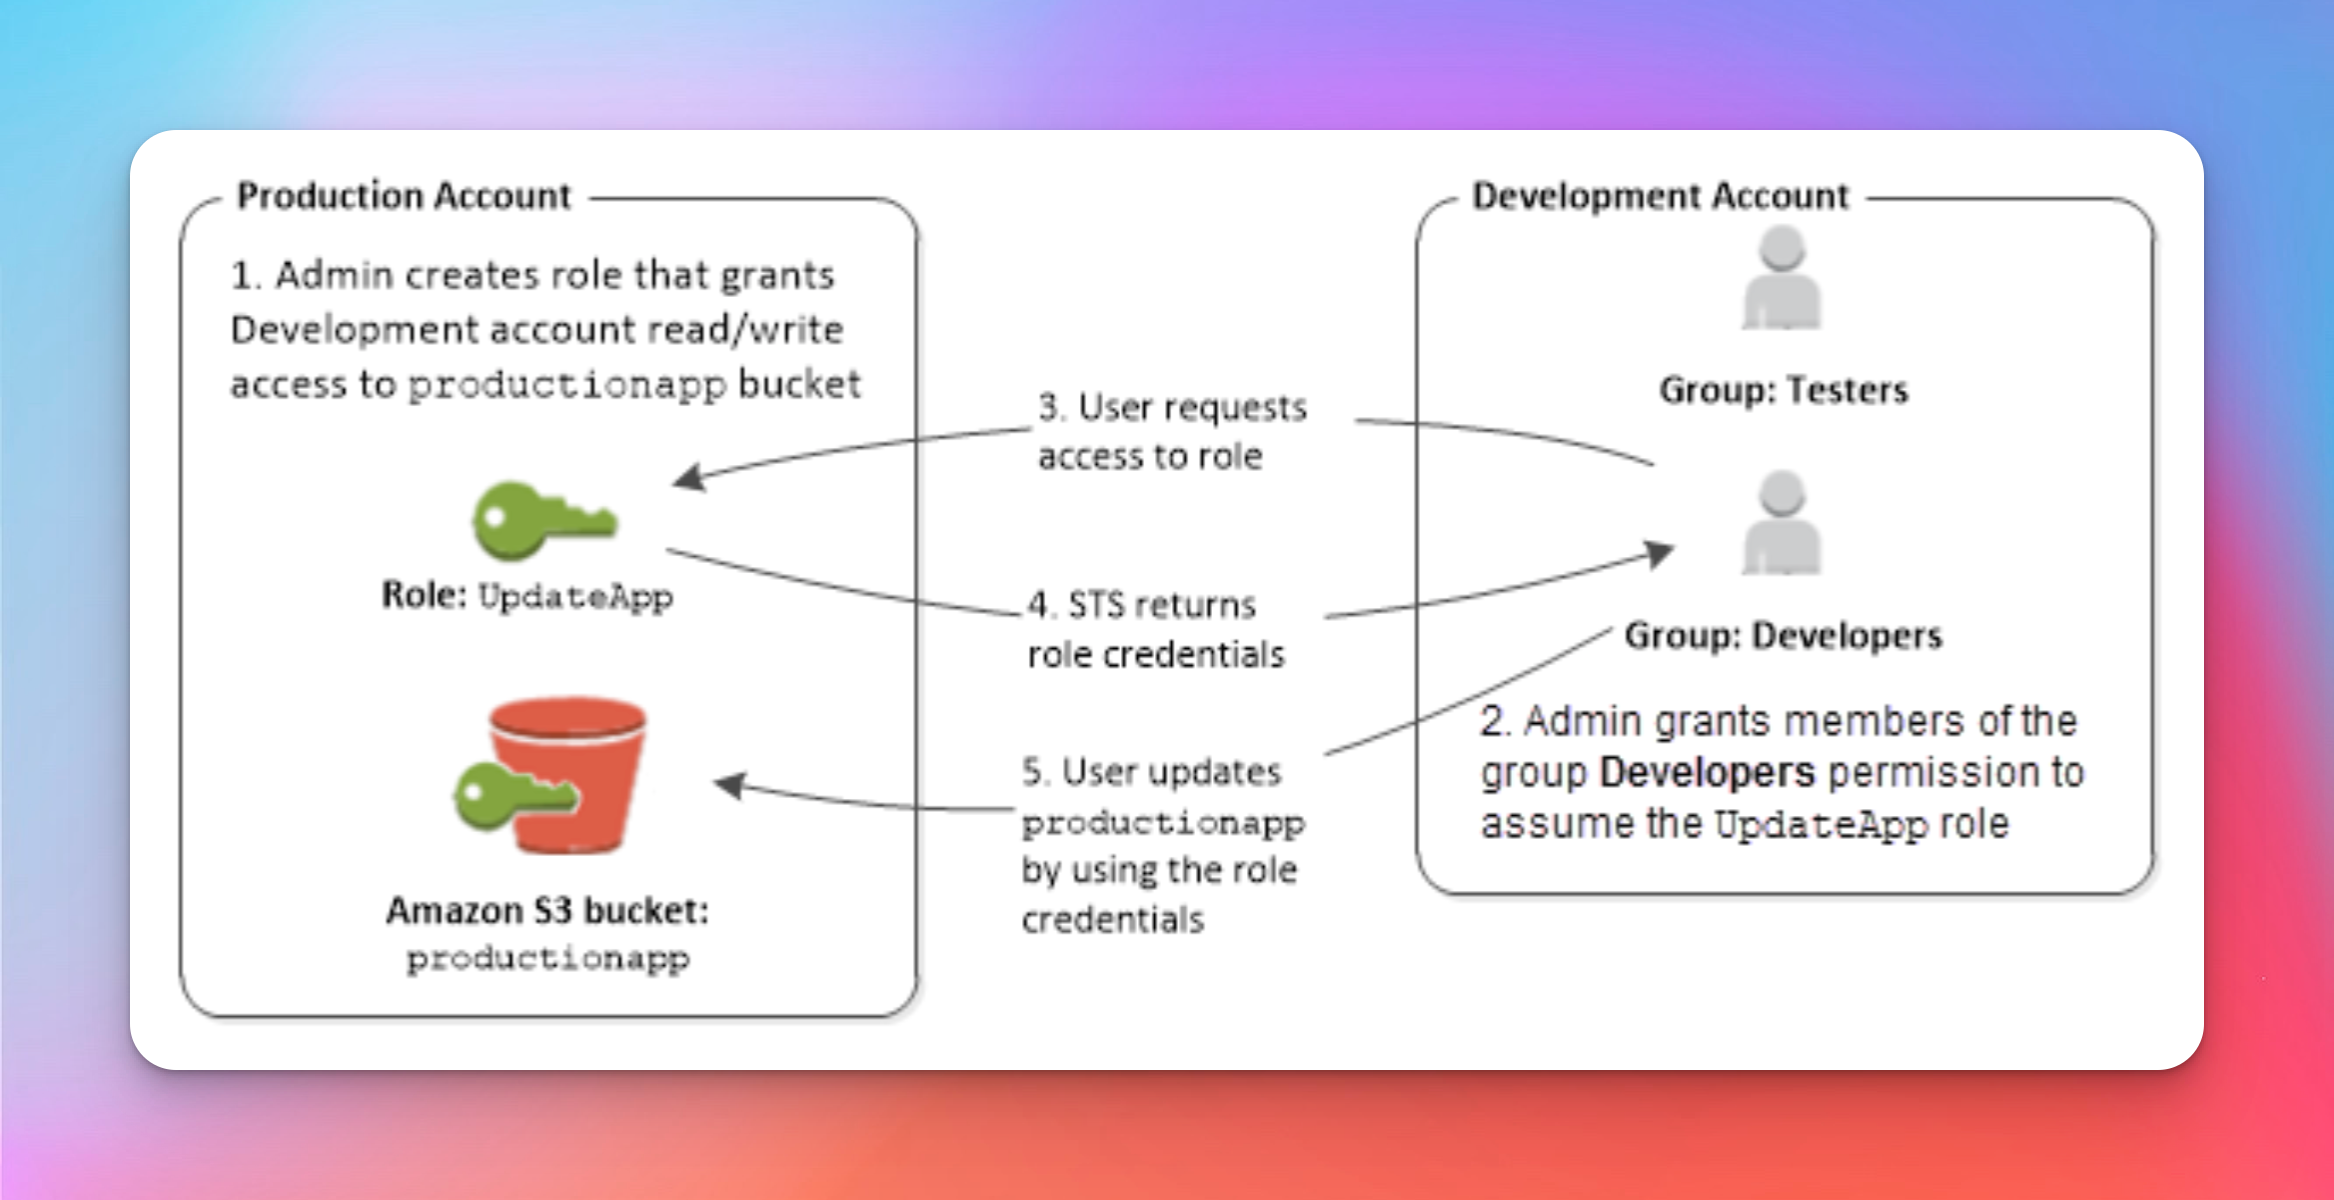 Production Account
1. Admin creates role that grants
Development account read/write
access to productionapp bucket
Role: UpdateApp
Amazon S3 bucket:
productionapp
3. User requests
access to role
4. STS returns
role credentials
5. User updates
productionapp
by using the role
credentials
Development Account
Group: Testers
Group: Developers
2. Admin grants members of the
group Developers permission to
assume the UpdateApp role